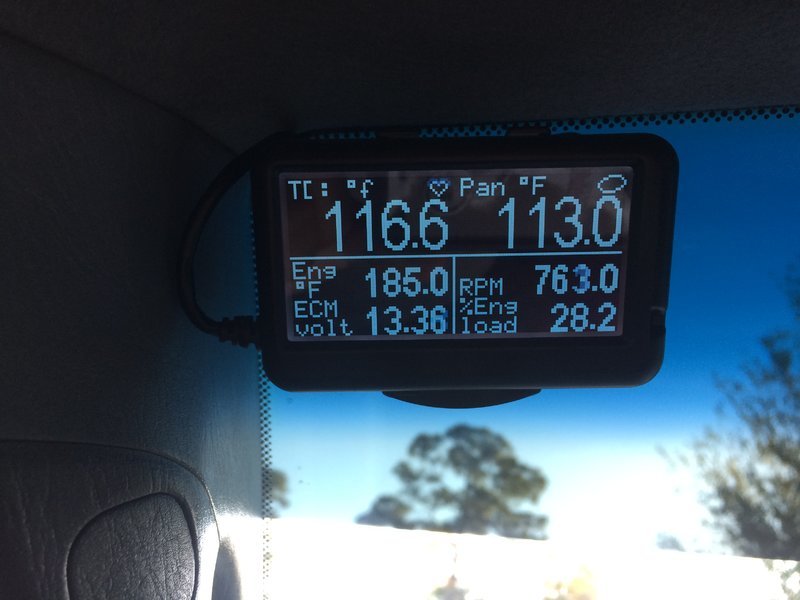 TC: °f ♥ Pan °F
116.6 113.0
Eng °F 185.0 RPM 763.0
ECM volt 13.36 %Eng load 28.2